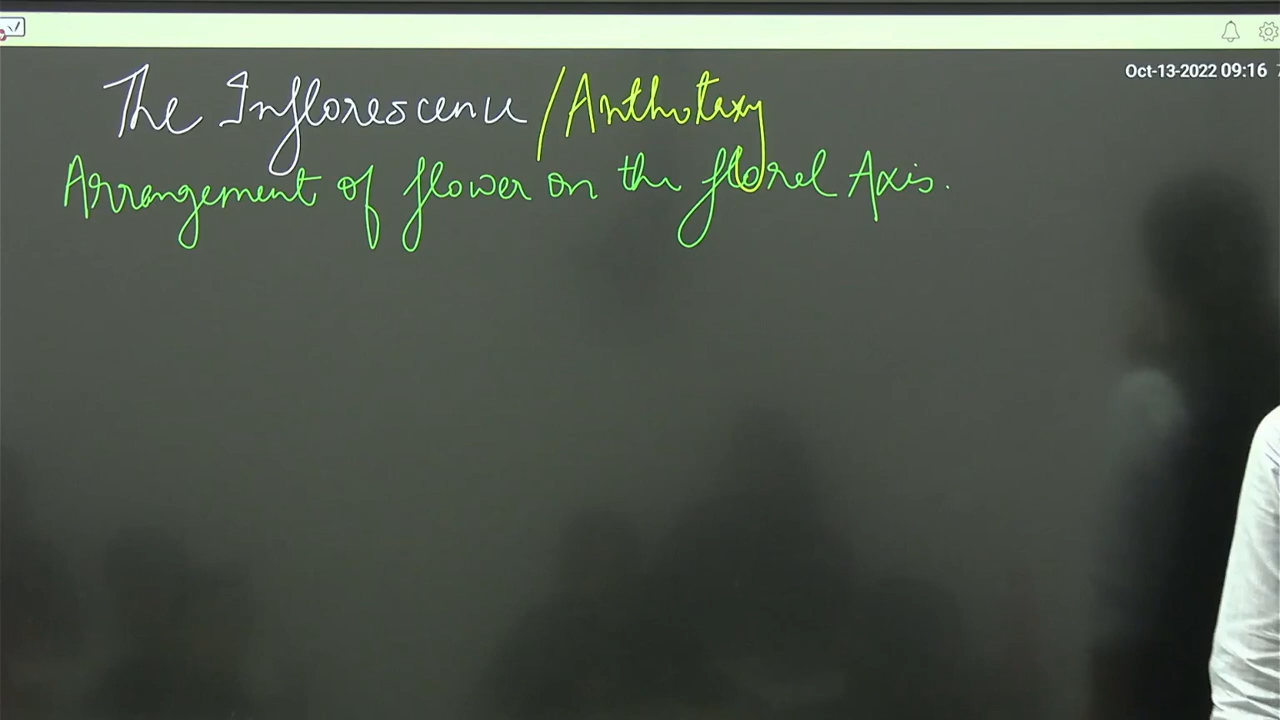 Oct-13-2022 09:16
The Inflorescence / Anthotaxy
Arrangement of flower on the floral Axis.